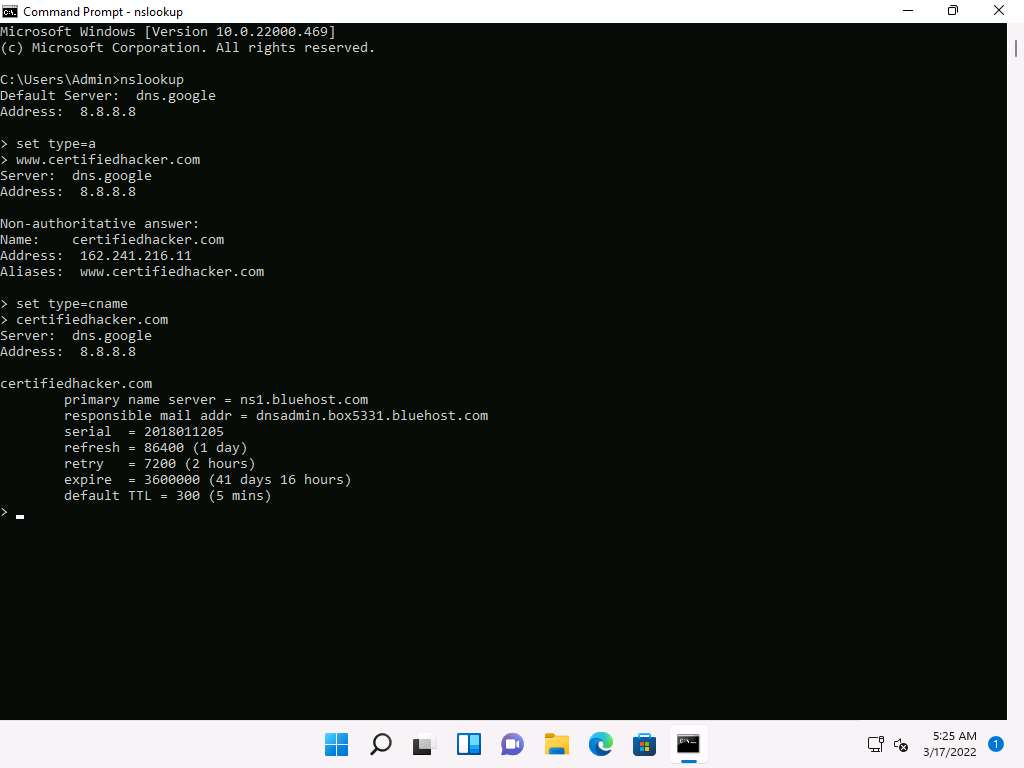 Command Prompt - nslookup
Microsoft Windows [Version 10.0.22000.469]
(c) Microsoft Corporation. All rights reserved.
C:\Users\Admin>nslookup
Default Server:  dns.google
Address:  8.8.8.8
> set type=a
> www.certifiedhacker.com
Server:  dns.google
Address:  8.8.8.8
Non-authoritative answer:
Name:    certifiedhacker.com
Address:  162.241.216.11
Aliases:  www.certifiedhacker.com
> set type=cname
> certifiedhacker.com
Server:  dns.google
Address:  8.8.8.8
certifiedhacker.com
        primary name server = ns1.bluehost.com
        responsible mail addr = dnsadmin.box5331.bluehost.com
        serial  = 2018011205
        refresh = 86400 (1 day)
        retry   = 7200 (2 hours)
        expire  = 3600000 (41 days 16 hours)
        default TTL = 300 (5 mins)
>
5:25 AM
3/17/2022
1